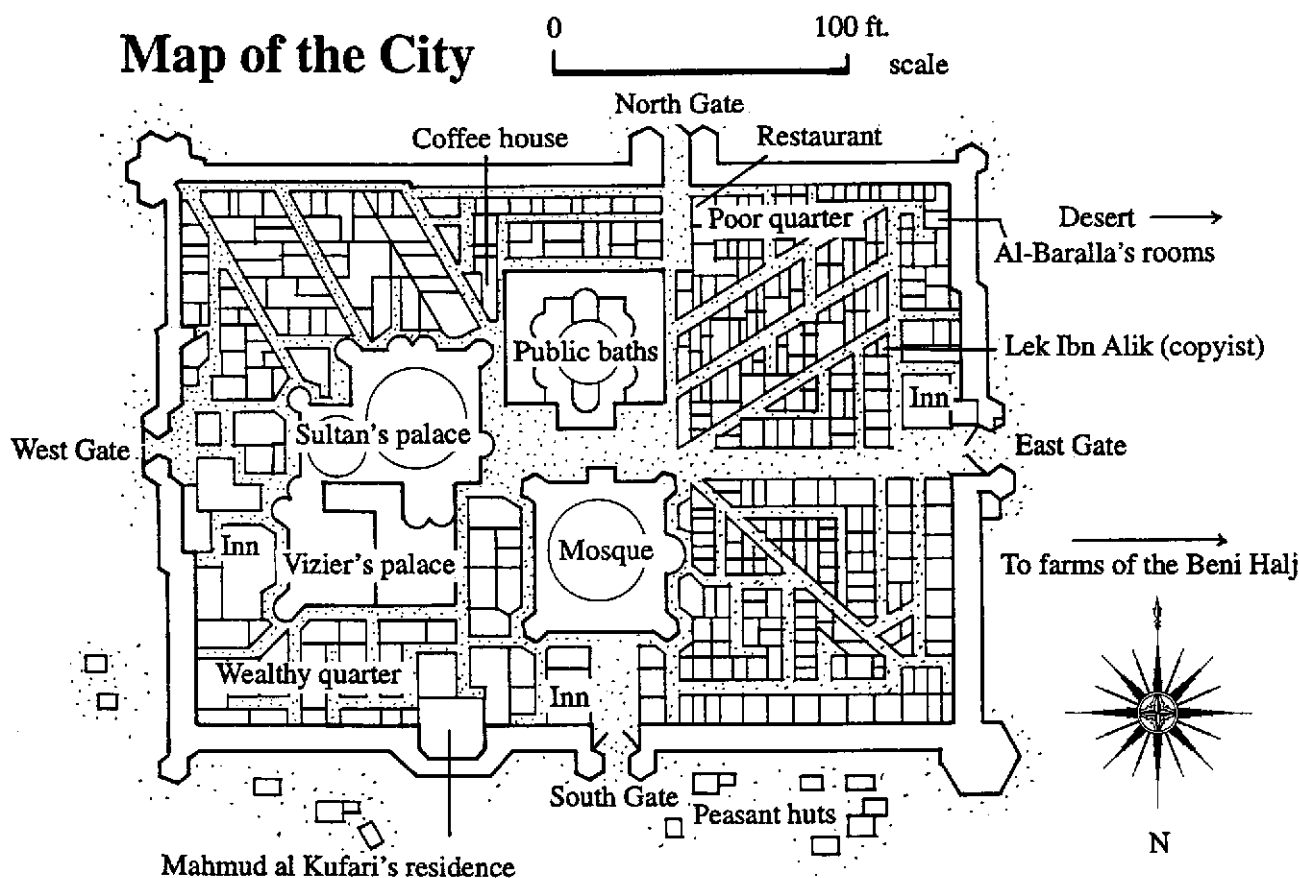 Map of the City
0 100 ft.
scale
North Gate
Coffee house
Restaurant
Poor quarter
Desert
Al-Baralla's rooms
Public baths
Lek Ibn Alik (copyist)
Inn
Sultan's palace
West Gate
East Gate
Inn
Vizier's palace
Mosque
To farms of the Beni Halj
Wealthy quarter
Inn
South Gate
Peasant huts
N
Mahmud al Kufari's residence